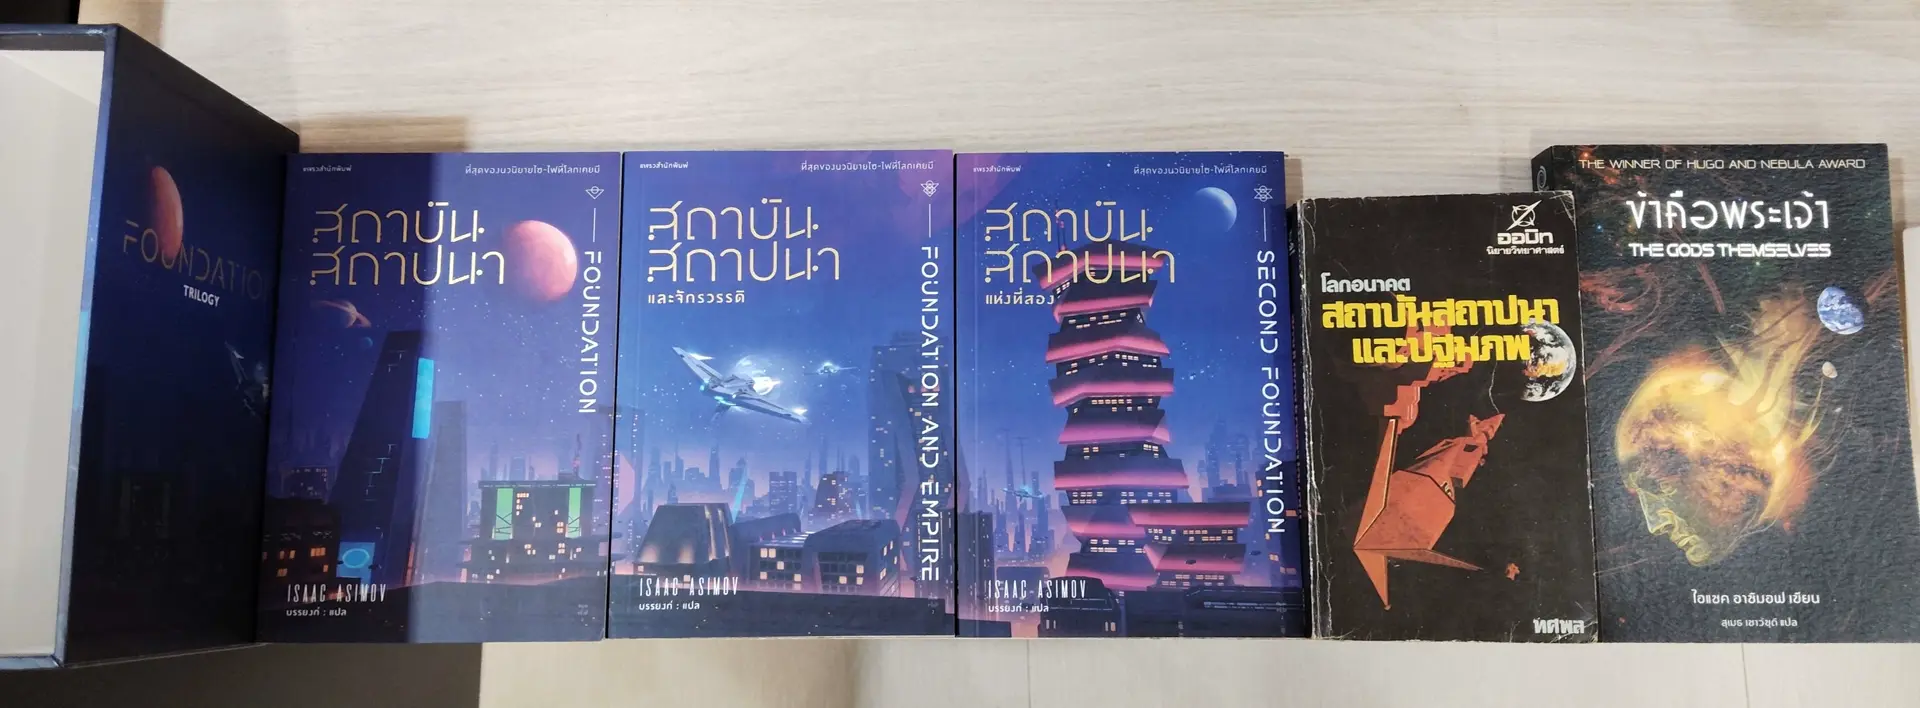 FOUNDATION
TRILOGY
แพรวสำนักพิมพ์
ที่สุดของนวนิยายไซ-ไฟที่โลกเคยมี
สถาบัน
สถาปนา
FOUNDATION
ISAAC ASIMOV
บรรยงก์ : แปล
แพรวสำนักพิมพ์
ที่สุดของนวนิยายไซ-ไฟที่โลกเคยมี
สถาบัน
สถาปนา
และจักรวรรดิ
FOUNDATION AND EMPIRE
ISAAC ASIMOV
บรรยงก์ : แปล
แพรวสำนักพิมพ์
ที่สุดของนวนิยายไซ-ไฟที่โลกเคยมี
สถาบัน
สถาปนา
แห่งที่สอง
SECOND FOUNDATION
ISAAC ASIMOV
บรรยงก์ : แปล
ออบิท
นิยายวิทยาศาสตร์
โลกอนาคต
สถาบันสถาปนา
และปฐมภพ
ทศพล
THE WINNER OF HUGO AND NEBULA AWARD
ข้าคือพระเจ้า
THE GODS THEMSELVES
ไอแซค อาซิมอฟ เขียน
สุเมธ เชาว์ชุติ แปล